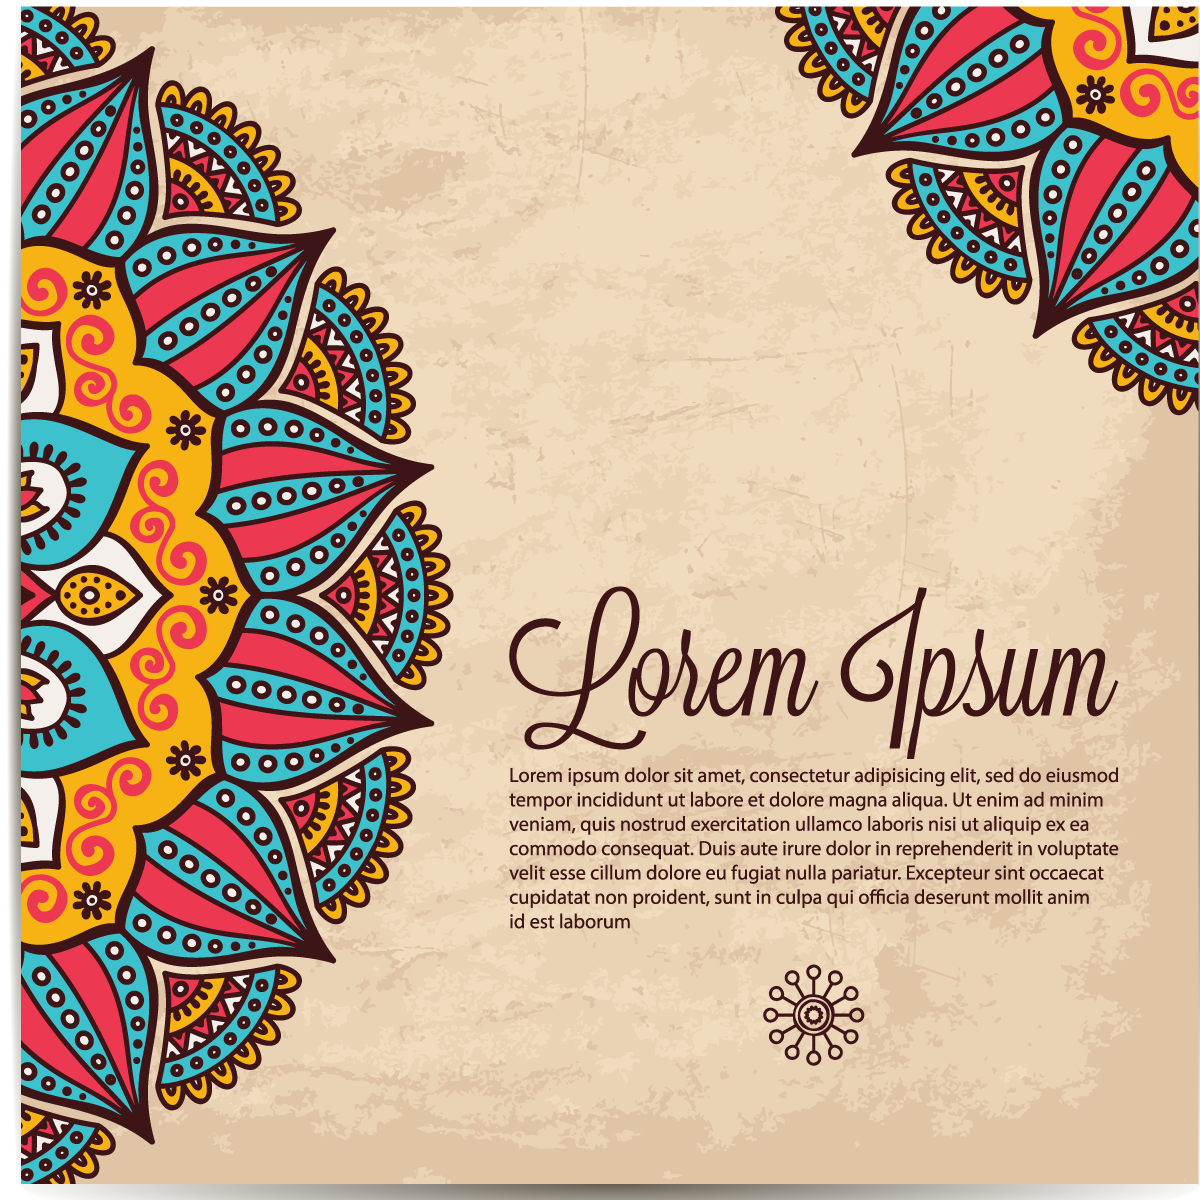 Lorem Ipsum
Lorem ipsum dolor sit amet, consectetur adipisicing elit, sed do eiusmod
tempor incididunt ut labore et dolore magna aliqua. Ut enim ad minim
veniam, quis nostrud exercitation ullamco laboris nisi ut aliquip ex ea
commodo consequat. Duis aute irure dolor in reprehenderit in voluptate
velit esse cillum dolore eu fugiat nulla pariatur. Excepteur sint occaecat
cupidatat non proident, sunt in culpa qui officia deserunt mollit anim
id est laborum